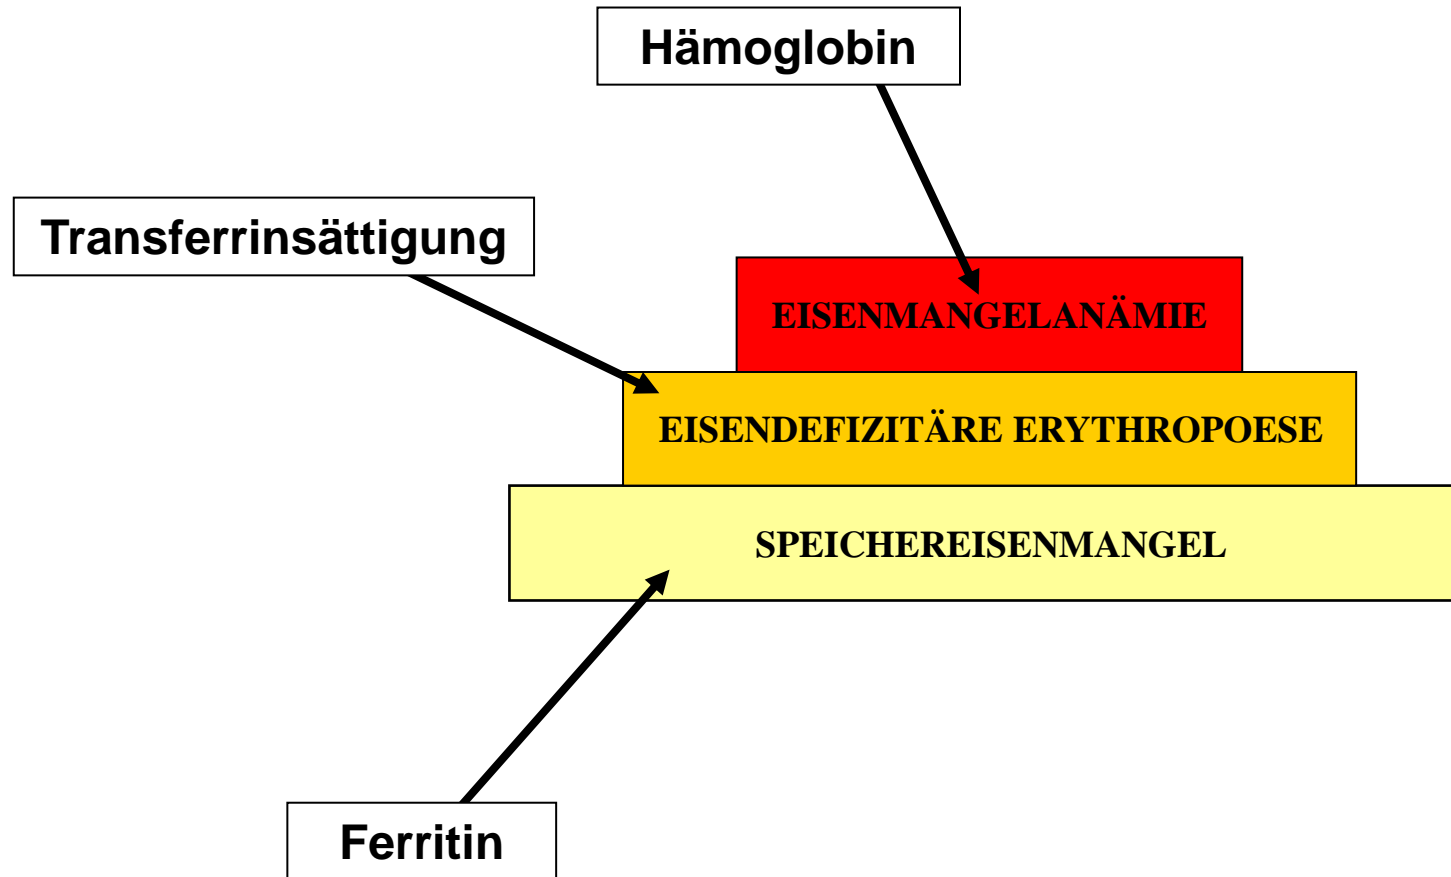 Hämoglobin
Transferrinsättigung
EISENMANGELANÄMIE
EISENDEFIZITÄRE ERYTHROPOESE
SPEICHEREISENMANGEL
Ferritin